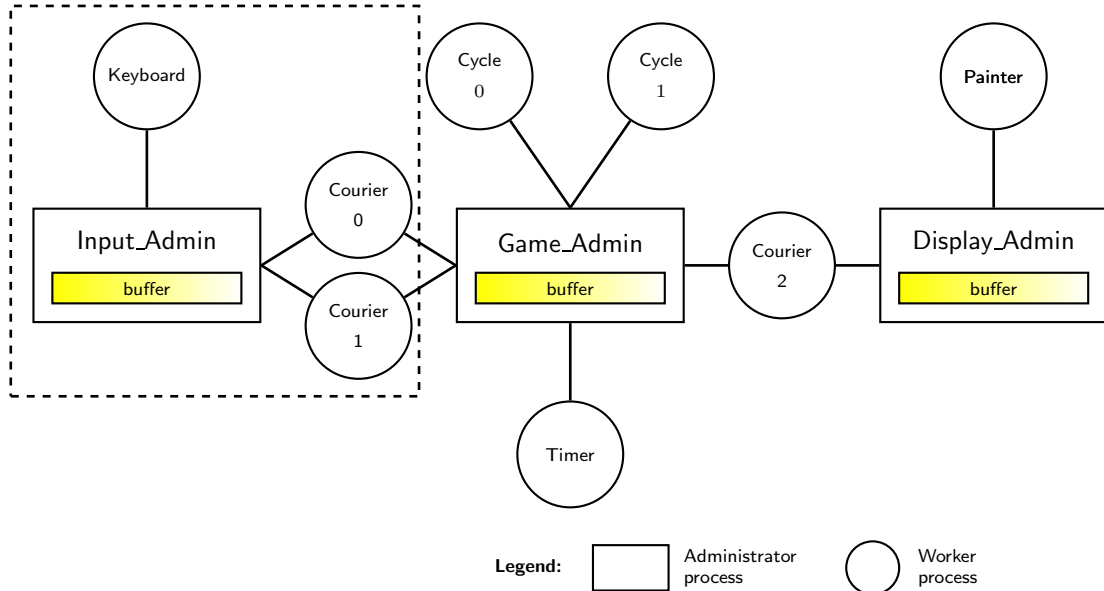 Keyboard
Cycle
0
Cycle
1
Painter
Courier
0
Input_Admin
buffer
Game_Admin
buffer
Courier
2
Display_Admin
buffer
Courier
1
Timer
Legend:
Administrator
process
Worker
process